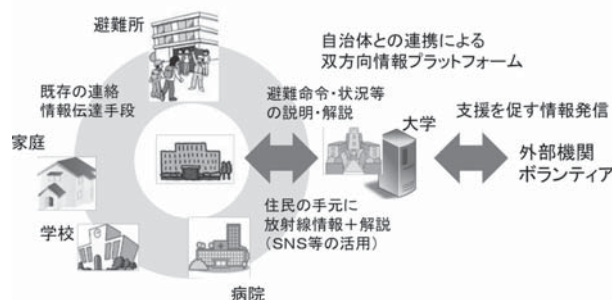 避難所
自治体との連携による
双方向情報プラットフォーム
既存の連絡
情報伝達手段
避難命令・状況等
の説明・解説
大学
支援を促す情報発信
家庭
外部機関
ボランティア
学校
住民の手元に
放射線情報＋解説
（SNS等の活用）
病院